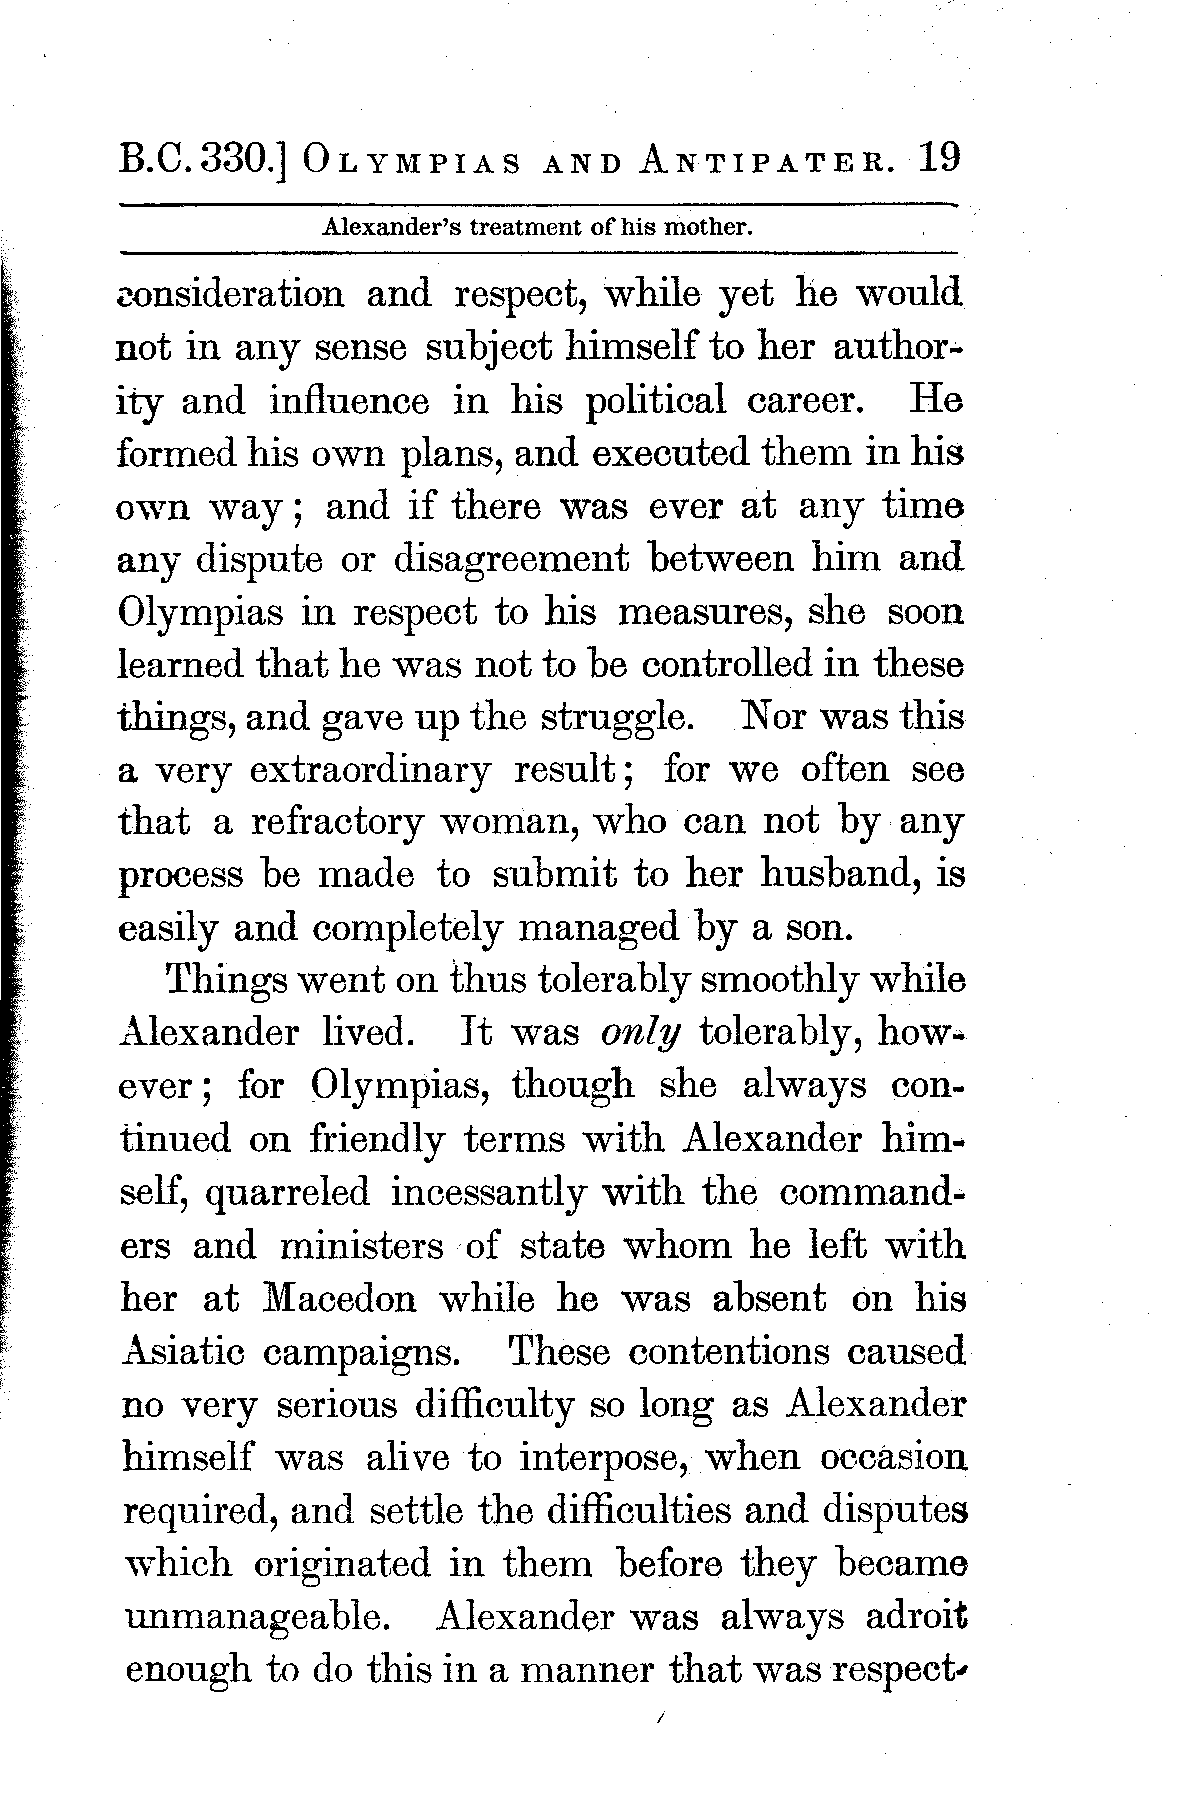 B.C. 330.] OLYMPIAS AND ANTIPATER. 19
Alexander's treatment of his mother.
consideration and respect, while yet he would
not in any sense subject himself to her author-
ity and influence in his political career. He
formed his own plans, and executed them in his
own way; and if there was ever at any time
any dispute or disagreement between him and
Olympias in respect to his measures, she soon
learned that he was not to be controlled in these
things, and gave up the struggle. Nor was this
a very extraordinary result; for we often see
that a refractory woman, who can not by any
process be made to submit to her husband, is
easily and completely managed by a son.
Things went on thus tolerably smoothly while
Alexander lived. It was only tolerably, how-
ever; for Olympias, though she always con-
tinued on friendly terms with Alexander him-
self, quarreled incessantly with the command-
ers and ministers of state whom he left with
her at Macedon while he was absent on his
Asiatic campaigns. These contentions caused
no very serious difficulty so long as Alexander
himself was alive to interpose, when occasion
required, and settle the difficulties and disputes
which originated in them before they became
unmanageable. Alexander was always adroit
enough to do this in a manner that was respect-